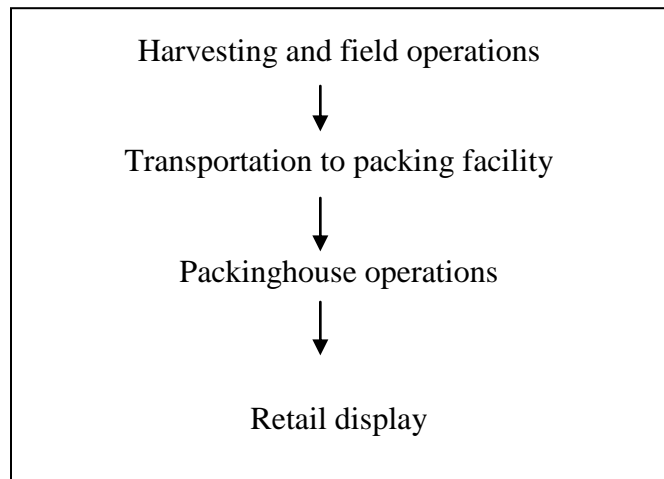 Harvesting and field operations
Transportation to packing facility
Packinghouse operations
Retail display